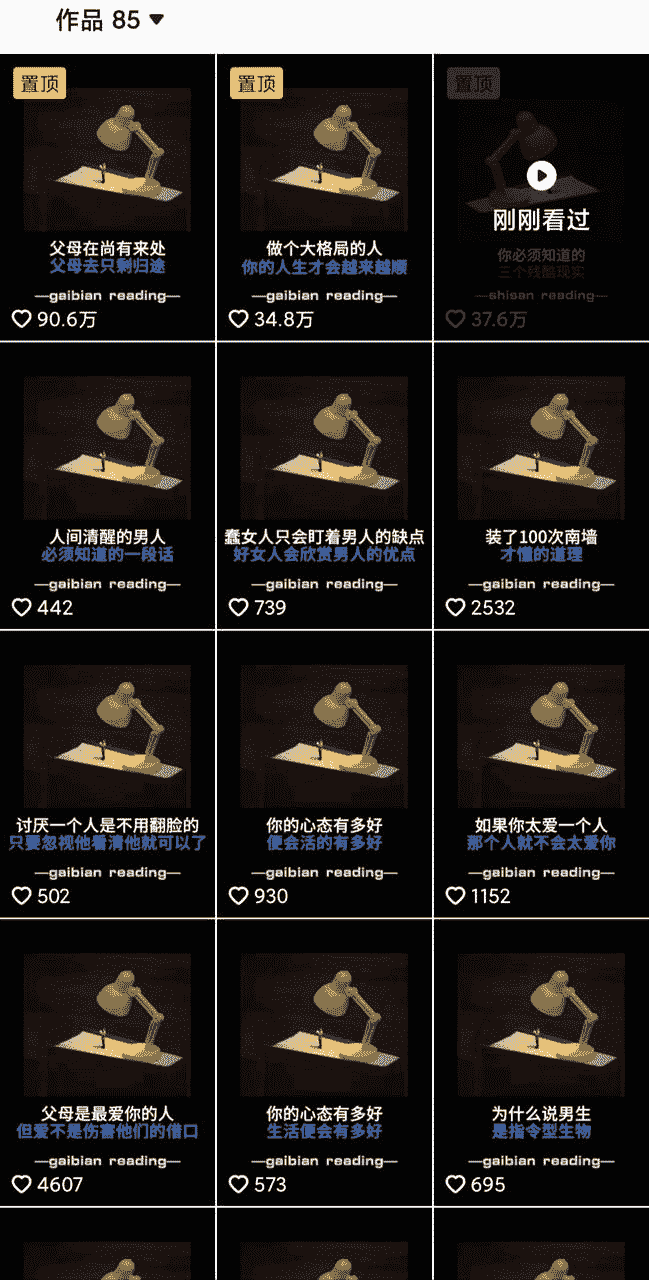 作品 85
置顶
父母在尚有来处
父母去只剩归途
gaibian reading
90.6万
置顶
做个大格局的人
你的人生才会越来越顺
gaibian reading
34.8万
置顶
刚刚看过
你必须知道的
三个残酷现实
shisan reading
37.6万
人间清醒的男人
必须知道的一段话
gaibian reading
442
蠢女人只会盯着男人的缺点
好女人会欣赏男人的优点
gaibian reading
739
装了100次南墙
才懂的道理
gaibian reading
2532
讨厌一个人是不用翻脸的
只要忽视他看清他就可以了
gaibian reading
502
你的心态有多好
便会活的有多好
gaibian reading
930
如果你太爱一个人
那个人就不会太爱你
gaibian reading
1152
父母是最爱你的人
但爱不是伤害他们的借口
gaibian reading
4607
你的心态有多好
生活便会有多好
gaibian reading
573
为什么说男生
是指令型生物
gaibian reading
695